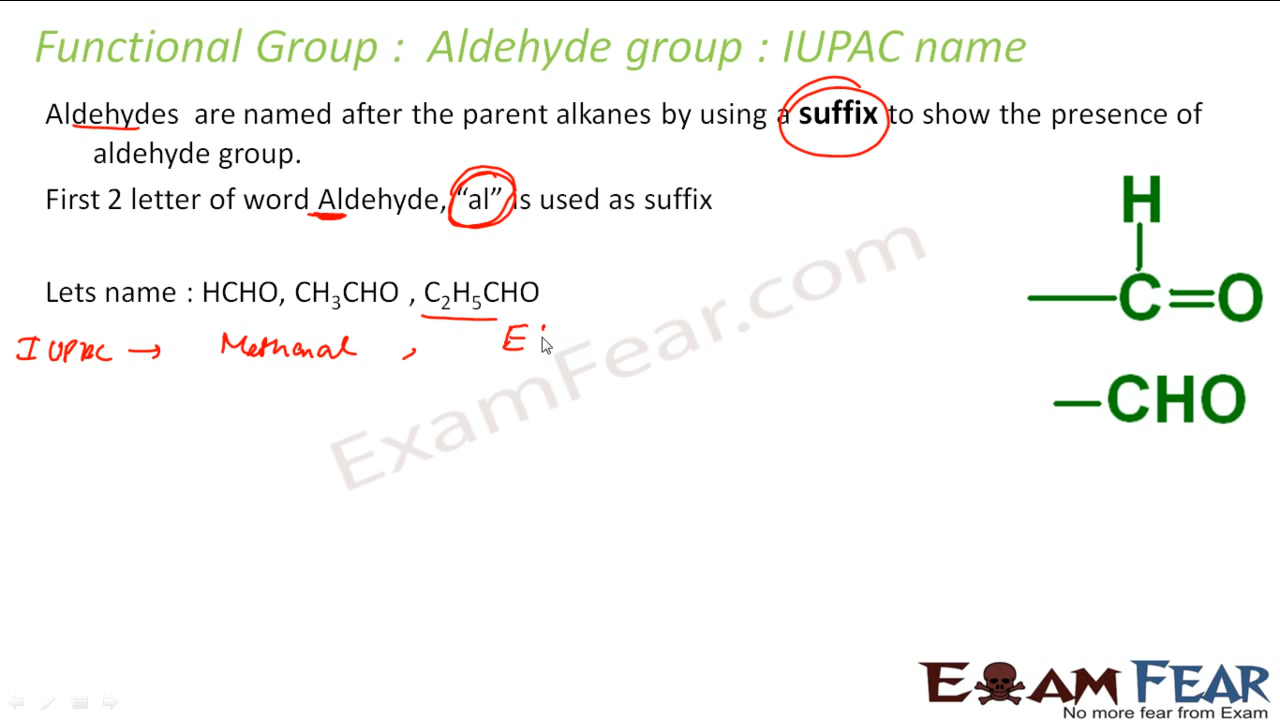 Functional Group : Aldehyde group : IUPAC name
Aldehydes are named after the parent alkanes by using a suffix to show the presence of
aldehyde group.
First 2 letter of word Aldehyde, “al” is used as suffix
Lets name : HCHO, CH₃CHO , C₂H₅CHO
IUPAC → Methanal , E
H
C=O
–CHO
ExamFear.com
EXAM FEAR
No more fear from Exam